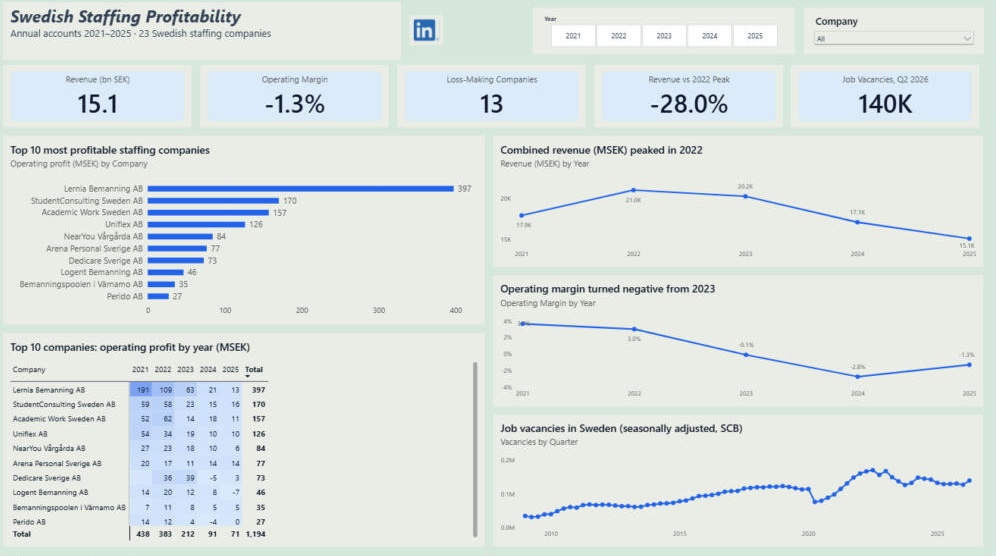 Swedish Staffing Profitability
Annual accounts 2021–2025 · 23 Swedish staffing companies
in
Year
2021 2022 2023 2024 2025
Company
All
Revenue (bn SEK)
15.1
Operating Margin
-1.3%
Loss-Making Companies
13
Revenue vs 2022 Peak
-28.0%
Job Vacancies, Q2 2026
140K
Top 10 most profitable staffing companies
Operating profit (MSEK) by Company
Lernia Bemanning AB 397
StudentConsulting Sweden AB 170
Academic Work Sweden AB 157
Uniflex AB 126
NearYou Vårgårda AB 84
Arena Personal Sverige AB 77
Dedicare Sverige AB 73
Logent Bemanning AB 46
Bemanningspoolen i Värnamo AB 35
Perido AB 27
0 100 200 300 400
Top 10 companies: operating profit by year (MSEK)
Company 2021 2022 2023 2024 2025 Total
Lernia Bemanning AB 191 109 63 21 13 397
StudentConsulting Sweden AB 59 58 23 15 16 170
Academic Work Sweden AB 52 62 14 18 11 157
Uniflex AB 54 34 19 10 10 126
NearYou Vårgårda AB 27 23 18 10 6 84
Arena Personal Sverige AB 20 17 11 14 14 77
Dedicare Sverige AB 36 39 -5 3 73
Logent Bemanning AB 14 20 12 8 -7 46
Bemanningspoolen i Värnamo AB 7 11 8 5 5 35
Perido AB 14 12 4 -4 0 27
Total 438 383 212 91 71 1,194
Combined revenue (MSEK) peaked in 2022
Revenue (MSEK) by Year
20K
15K
17.9K
21.0K
20.2K
17.1K
15.1K
2021 2022 2023 2024 2025
Operating margin turned negative from 2023
Operating Margin by Year
4%
2%
0%
-2%
-4%
3.0%
-0.1%
-2.8%
-1.3%
2021 2022 2023 2024 2025
Job vacancies in Sweden (seasonally adjusted, SCB)
Vacancies by Quarter
0.2M
0.1M
0.0M
2010 2015 2020 2025